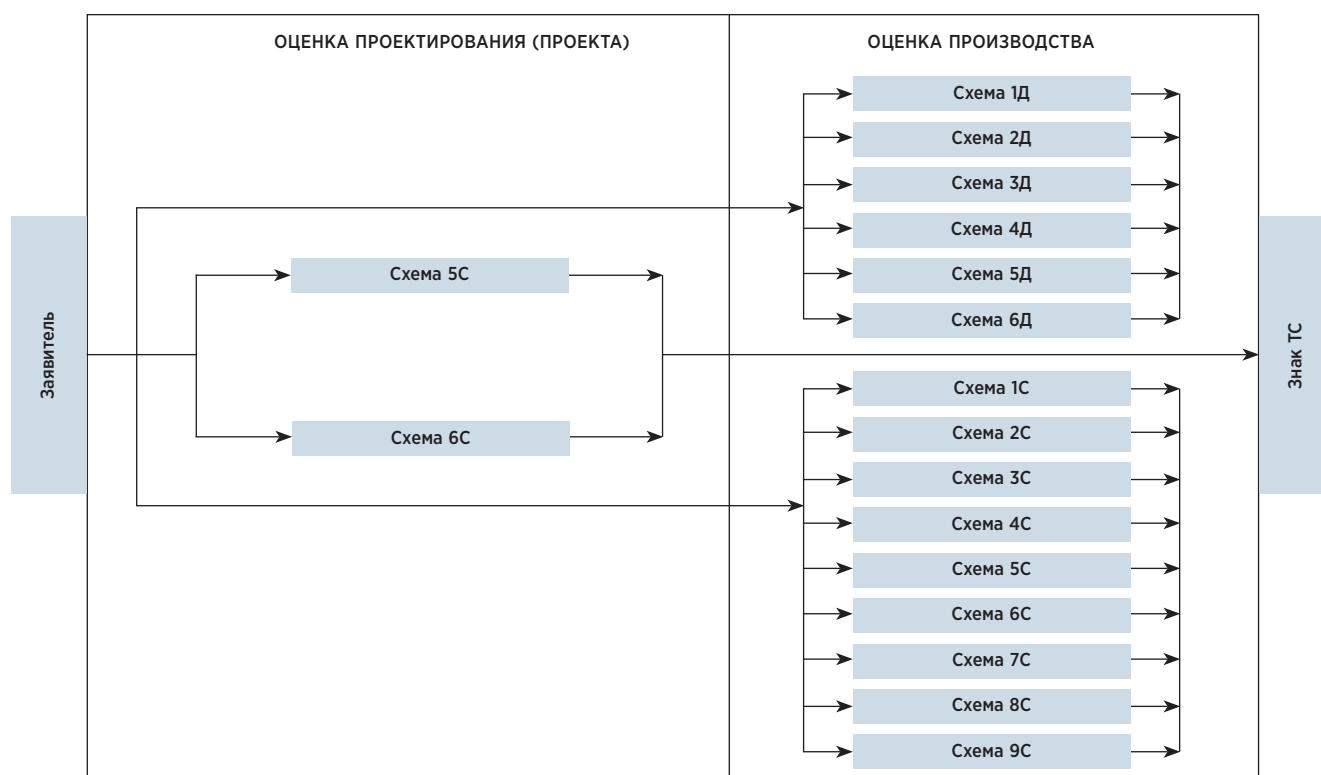 ОЦЕНКА ПРОЕКТИРОВАНИЯ (ПРОЕКТА)
ОЦЕНКА ПРОИЗВОДСТВА
Заявитель
Схема 5С
Схема 6С
Схема 1Д
Схема 2Д
Схема 3Д
Схема 4Д
Схема 5Д
Схема 6Д
Схема 1С
Схема 2С
Схема 3С
Схема 4С
Схема 5С
Схема 6С
Схема 7С
Схема 8С
Схема 9С
Знак ТС